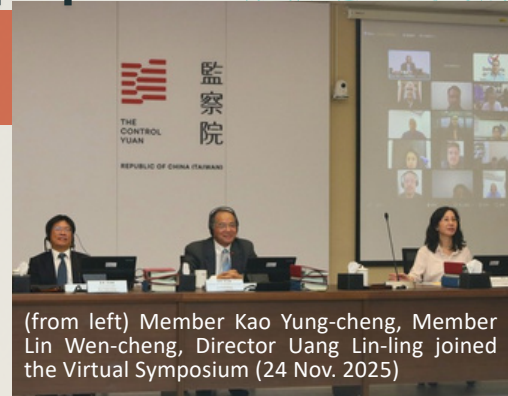 監察院
THE
CONTROL
YUAN
REPUBLIC OF CHINA (TAIWAN)
(from left) Member Kao Yung-cheng, Member
Lin Wen-cheng, Director Uang Lin-ling joined
the Virtual Symposium (24 Nov. 2025)